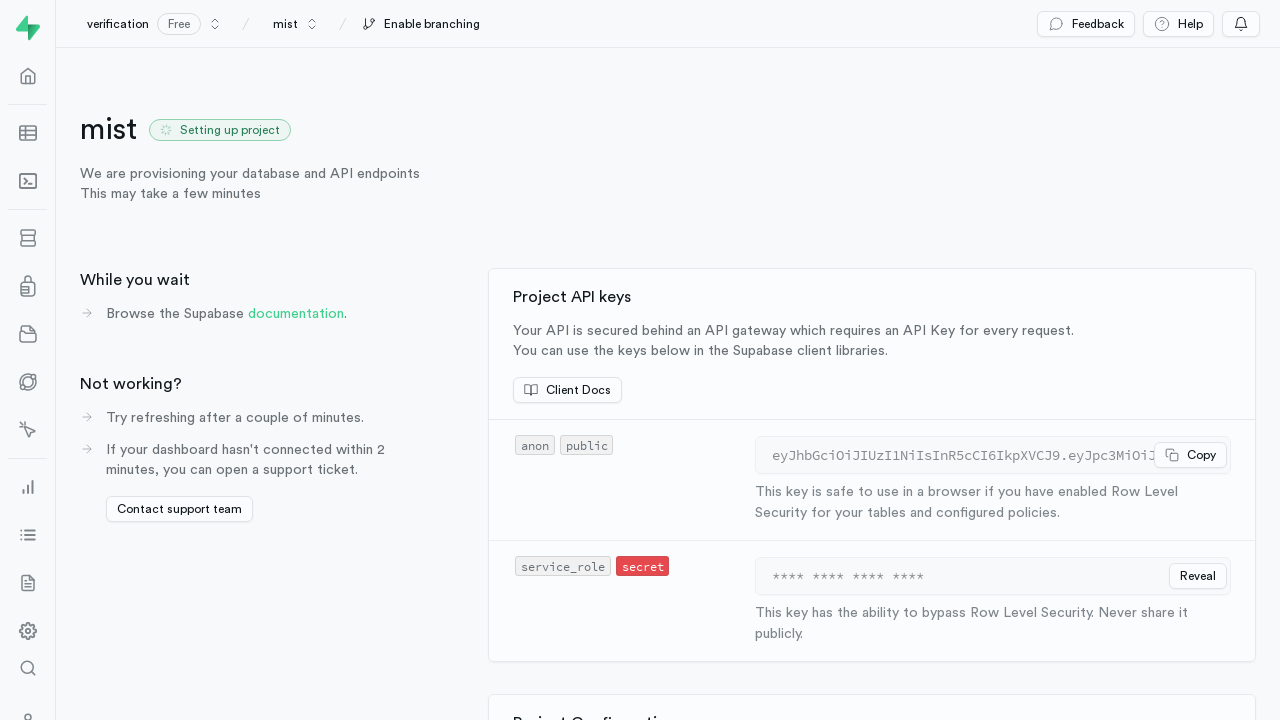 verification Free / mist / Enable branching
Feedback Help
mist Setting up project
We are provisioning your database and API endpoints
This may take a few minutes
While you wait
Browse the Supabase documentation.
Not working?
Try refreshing after a couple of minutes.
If your dashboard hasn't connected within 2
minutes, you can open a support ticket.
Contact support team
Project API keys
Your API is secured behind an API gateway which requires an API Key for every request.
You can use the keys below in the Supabase client libraries.
Client Docs
anon public
eyJhbGciOiJIUzI1NiIsInR5cCI6IkpXVCJ9.eyJpc3MiOiJ Copy
This key is safe to use in a browser if you have enabled Row Level
Security for your tables and configured policies.
service_role secret
**** **** **** **** Reveal
This key has the ability to bypass Row Level Security. Never share it
publicly.
Project Configuration